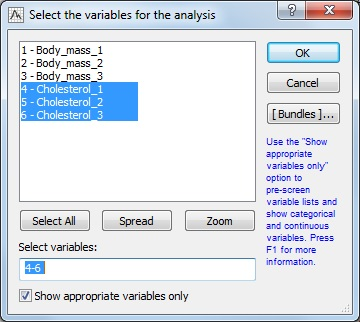 Select the variables for the analysis
1 - Body_mass_1
2 - Body_mass_2
3 - Body_mass_3
4 - Cholesterol_1
5 - Cholesterol_2
6 - Cholesterol_3
OK
Cancel
[ Bundles ]...
Use the "Show
appropriate
variables only"
option to
pre-screen
variable lists and
show categorical
and continuous
variables. Press
F1 for more
information.
Select All
Spread
Zoom
Select variables:
4-6
Show appropriate variables only